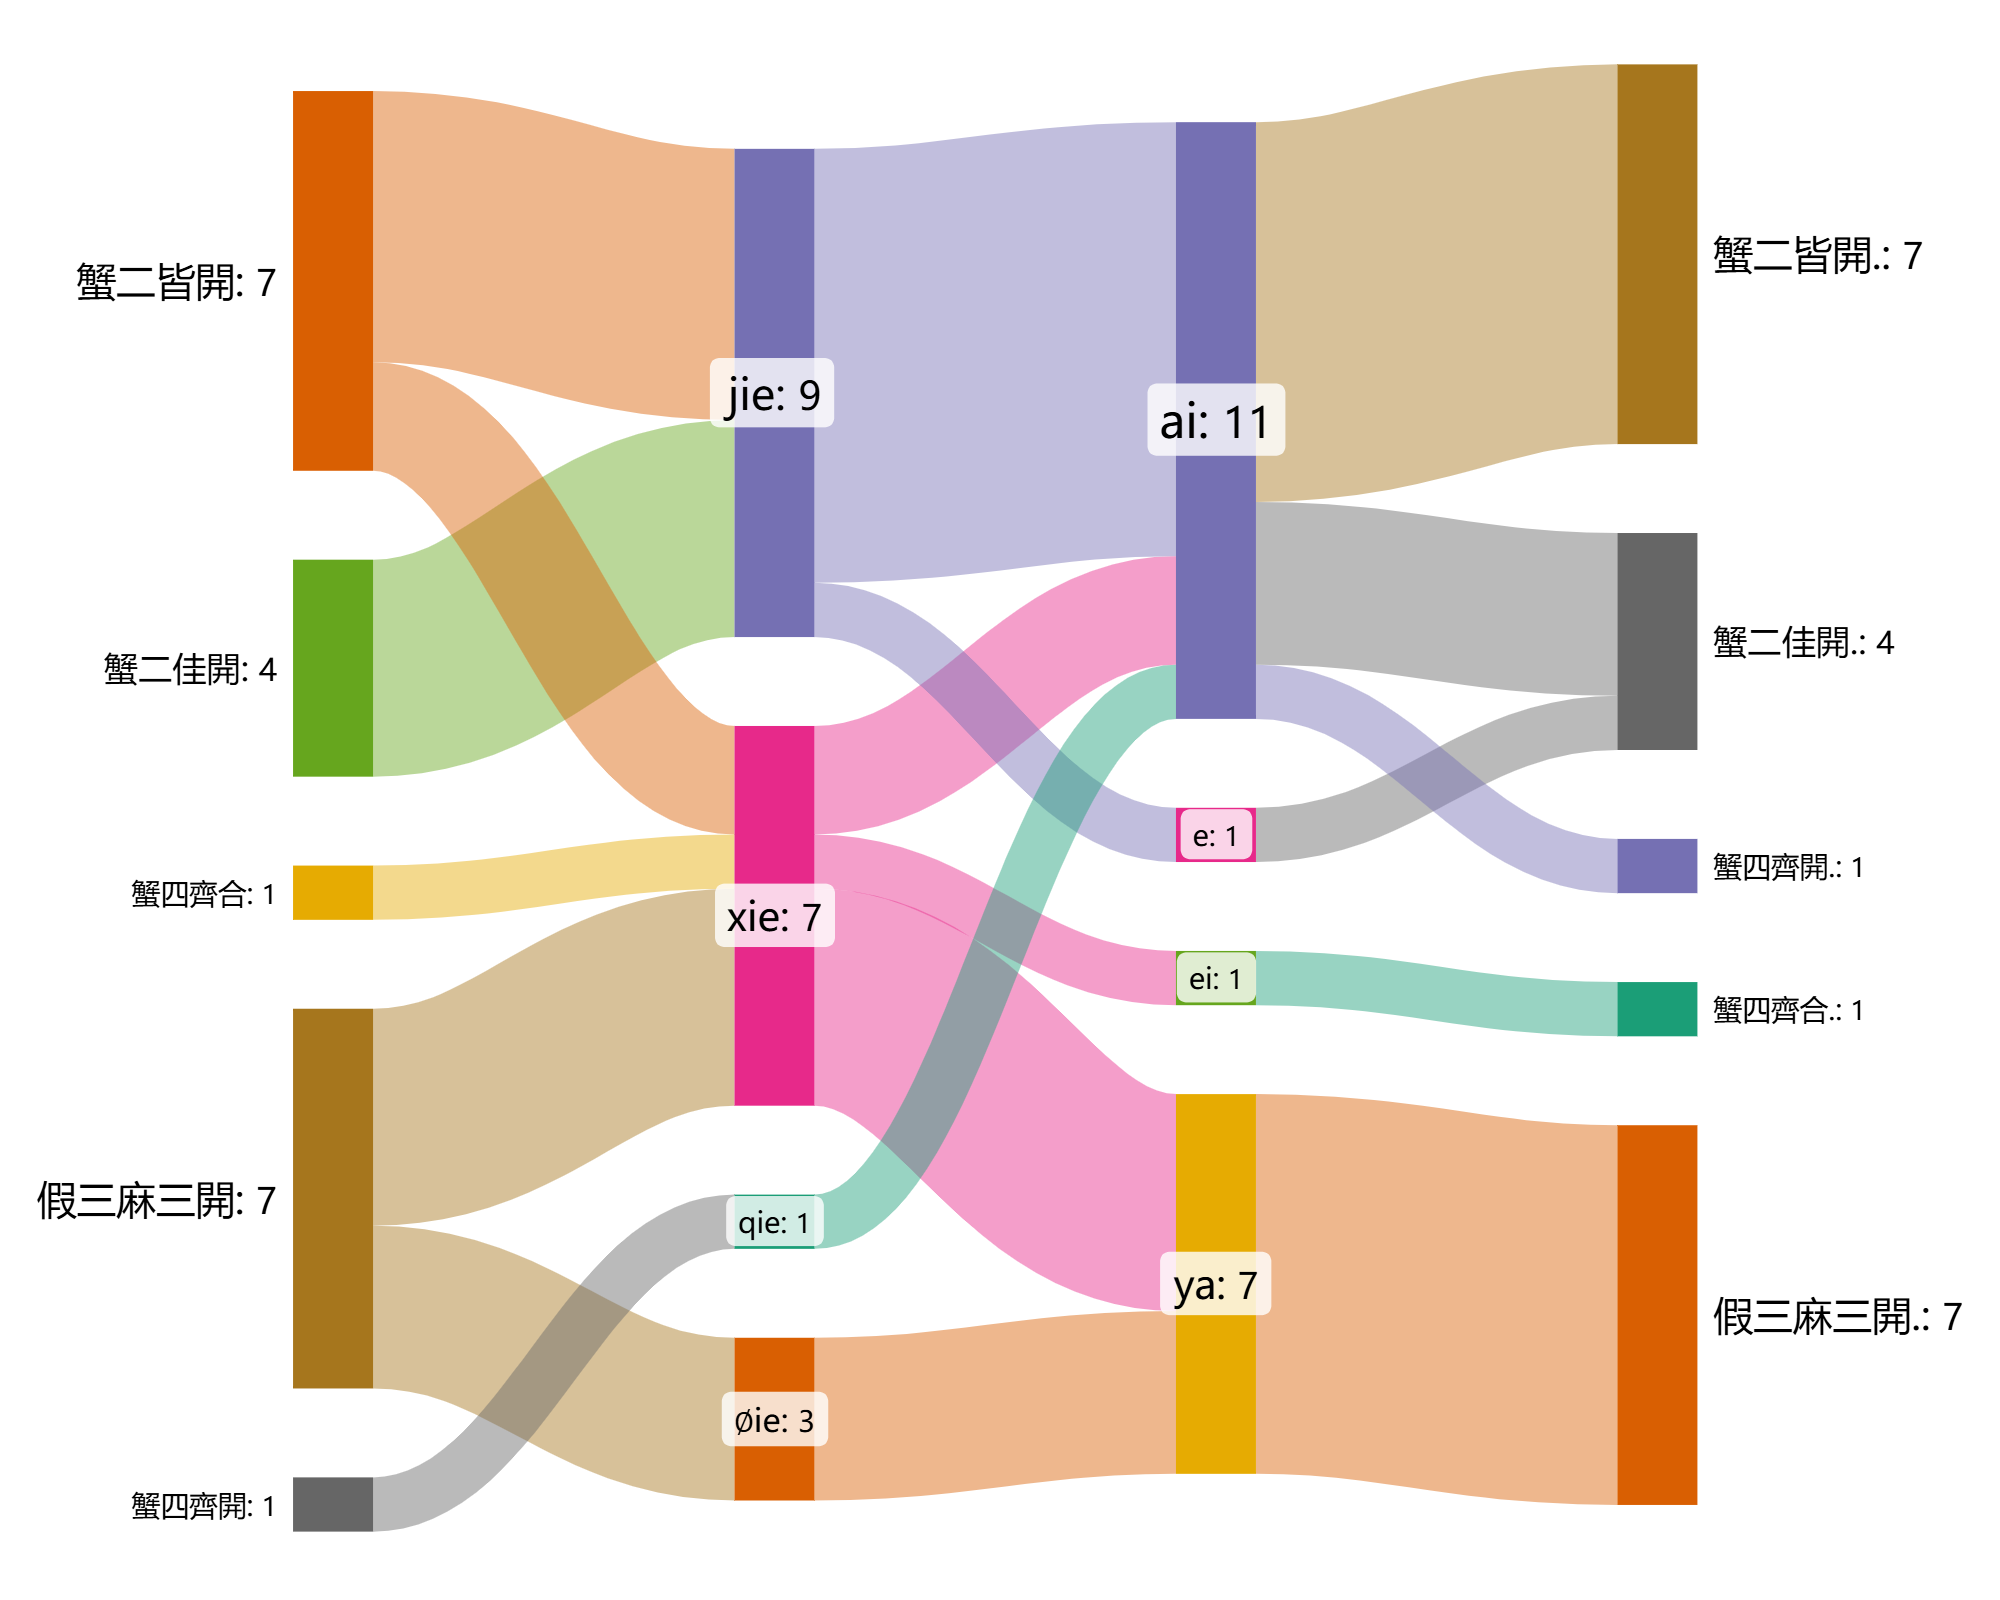 蟹二皆開: 7
蟹二佳開: 4
蟹四齊合: 1
假三麻三開: 7
蟹四齊開: 1
jie: 9
xie: 7
qie: 1
∅ie: 3
ai: 11
e: 1
ei: 1
ya: 7
蟹二皆開.: 7
蟹二佳開.: 4
蟹四齊開.: 1
蟹四齊合.: 1
假三麻三開.: 7